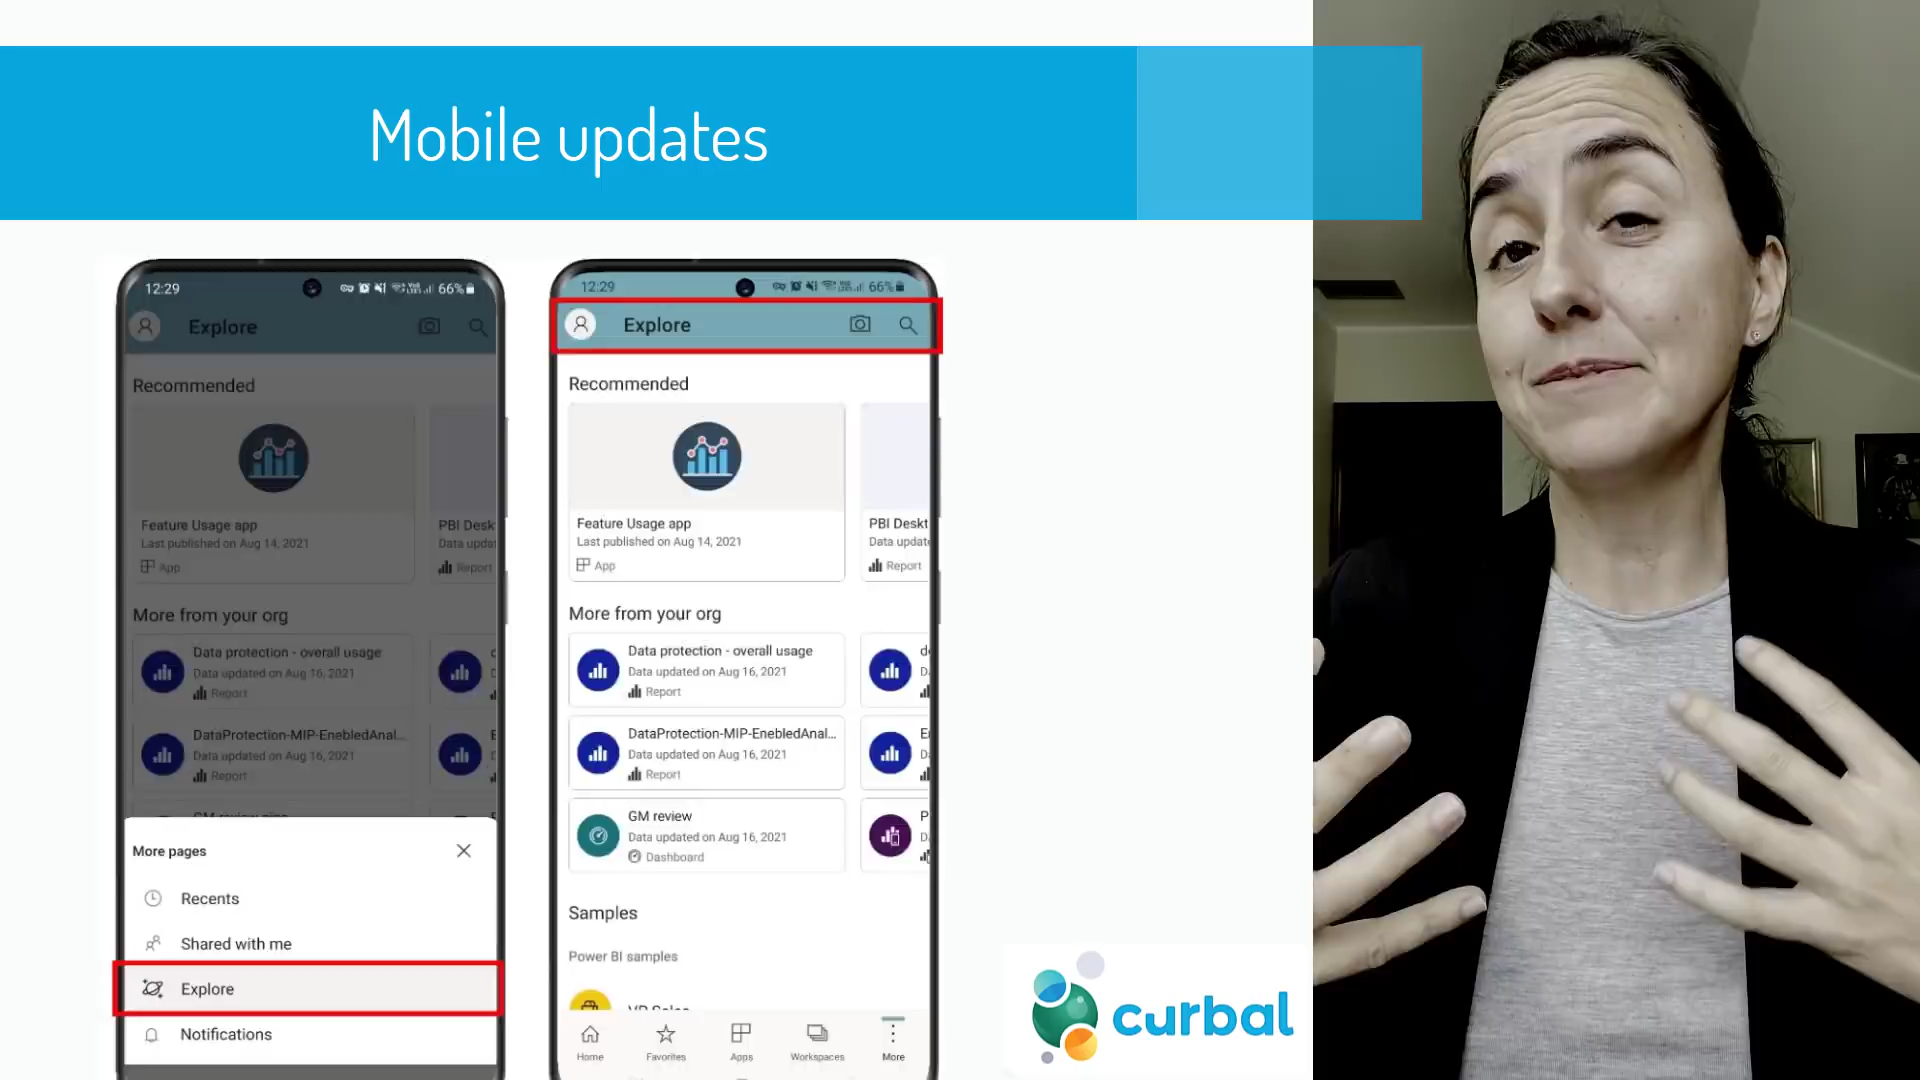 Mobile updates
12:29
66%
Explore
Recommended
Feature Usage app
Last published on Aug 14, 2021
App
PBI Desk
Data updat
Report
More from your org
Data protection - overall usage
Data updated on Aug 16, 2021
Report
DataProtection-MIP-EnebledAnal...
Data updated on Aug 16, 2021
Report
More pages
Recents
Shared with me
Explore
Notifications
12:29
66%
Explore
Recommended
Feature Usage app
Last published on Aug 14, 2021
App
PBI Deskt
Data update
Report
More from your org
Data protection - overall usage
Data updated on Aug 16, 2021
Report
DataProtection-MIP-EnebledAnal...
Data updated on Aug 16, 2021
Report
GM review
Data updated on Aug 16, 2021
Dashboard
Samples
Power BI samples
Home
Favorites
Apps
Workspaces
More
curbal